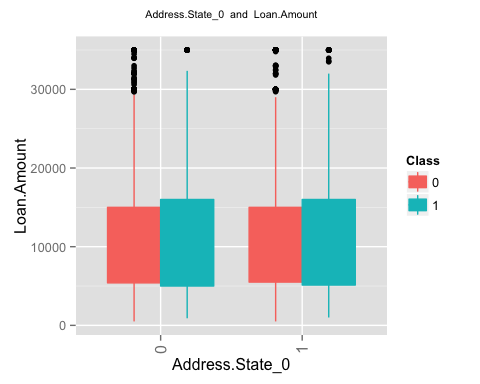 Address.State_0 and Loan.Amount
Loan.Amount
30000
20000
10000
0
0
1
Address.State_0
Class
0
1